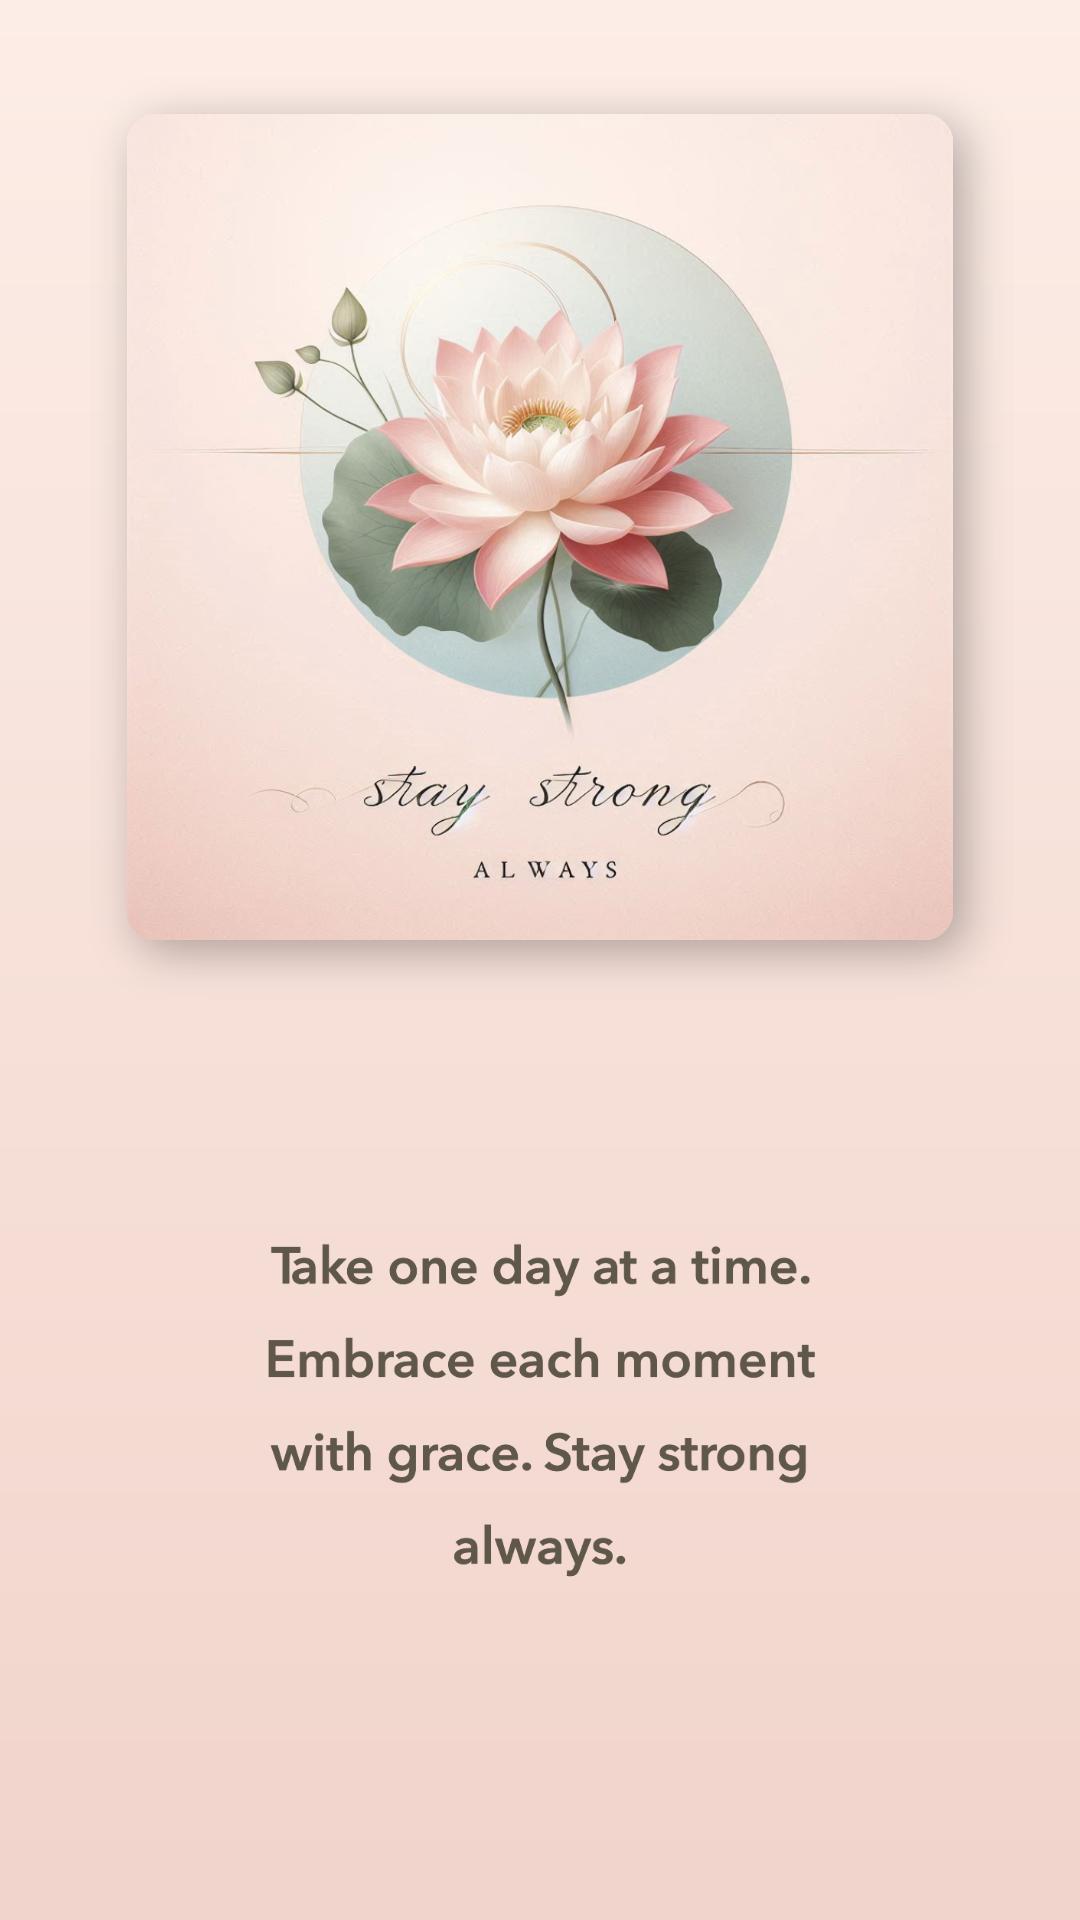 stay strong
ALWAYS
Take one day at a time.
Embrace each moment
with grace. Stay strong
always.